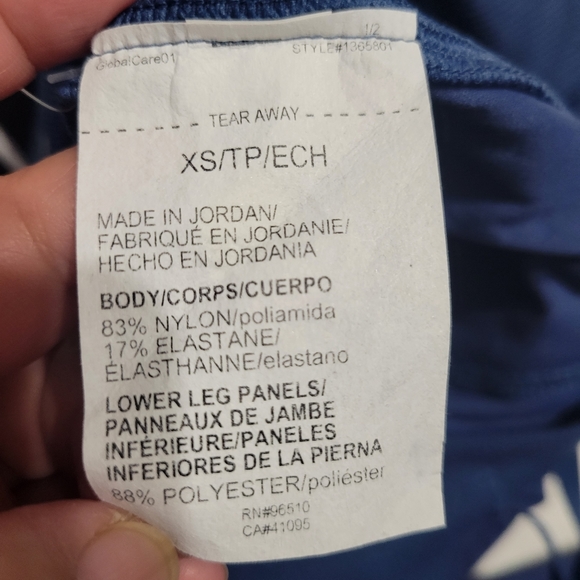 1/2
GlobalCare01
STYLE#1365801
TEAR AWAY
XS/TP/ECH
MADE IN JORDAN/
FABRIQUÉ EN JORDANIE/
HECHO EN JORDANIA
BODY/CORPS/CUERPO
83% NYLON/poliamida
17% ELASTANE/
ÉLASTHANNE/elastano
LOWER LEG PANELS/
PANNEAUX DE JAMBE
INFÉRIEURE/PANELES
INFERIORES DE LA PIERNA
88% POLYESTER/poliéster
RN#96510
CA#41095